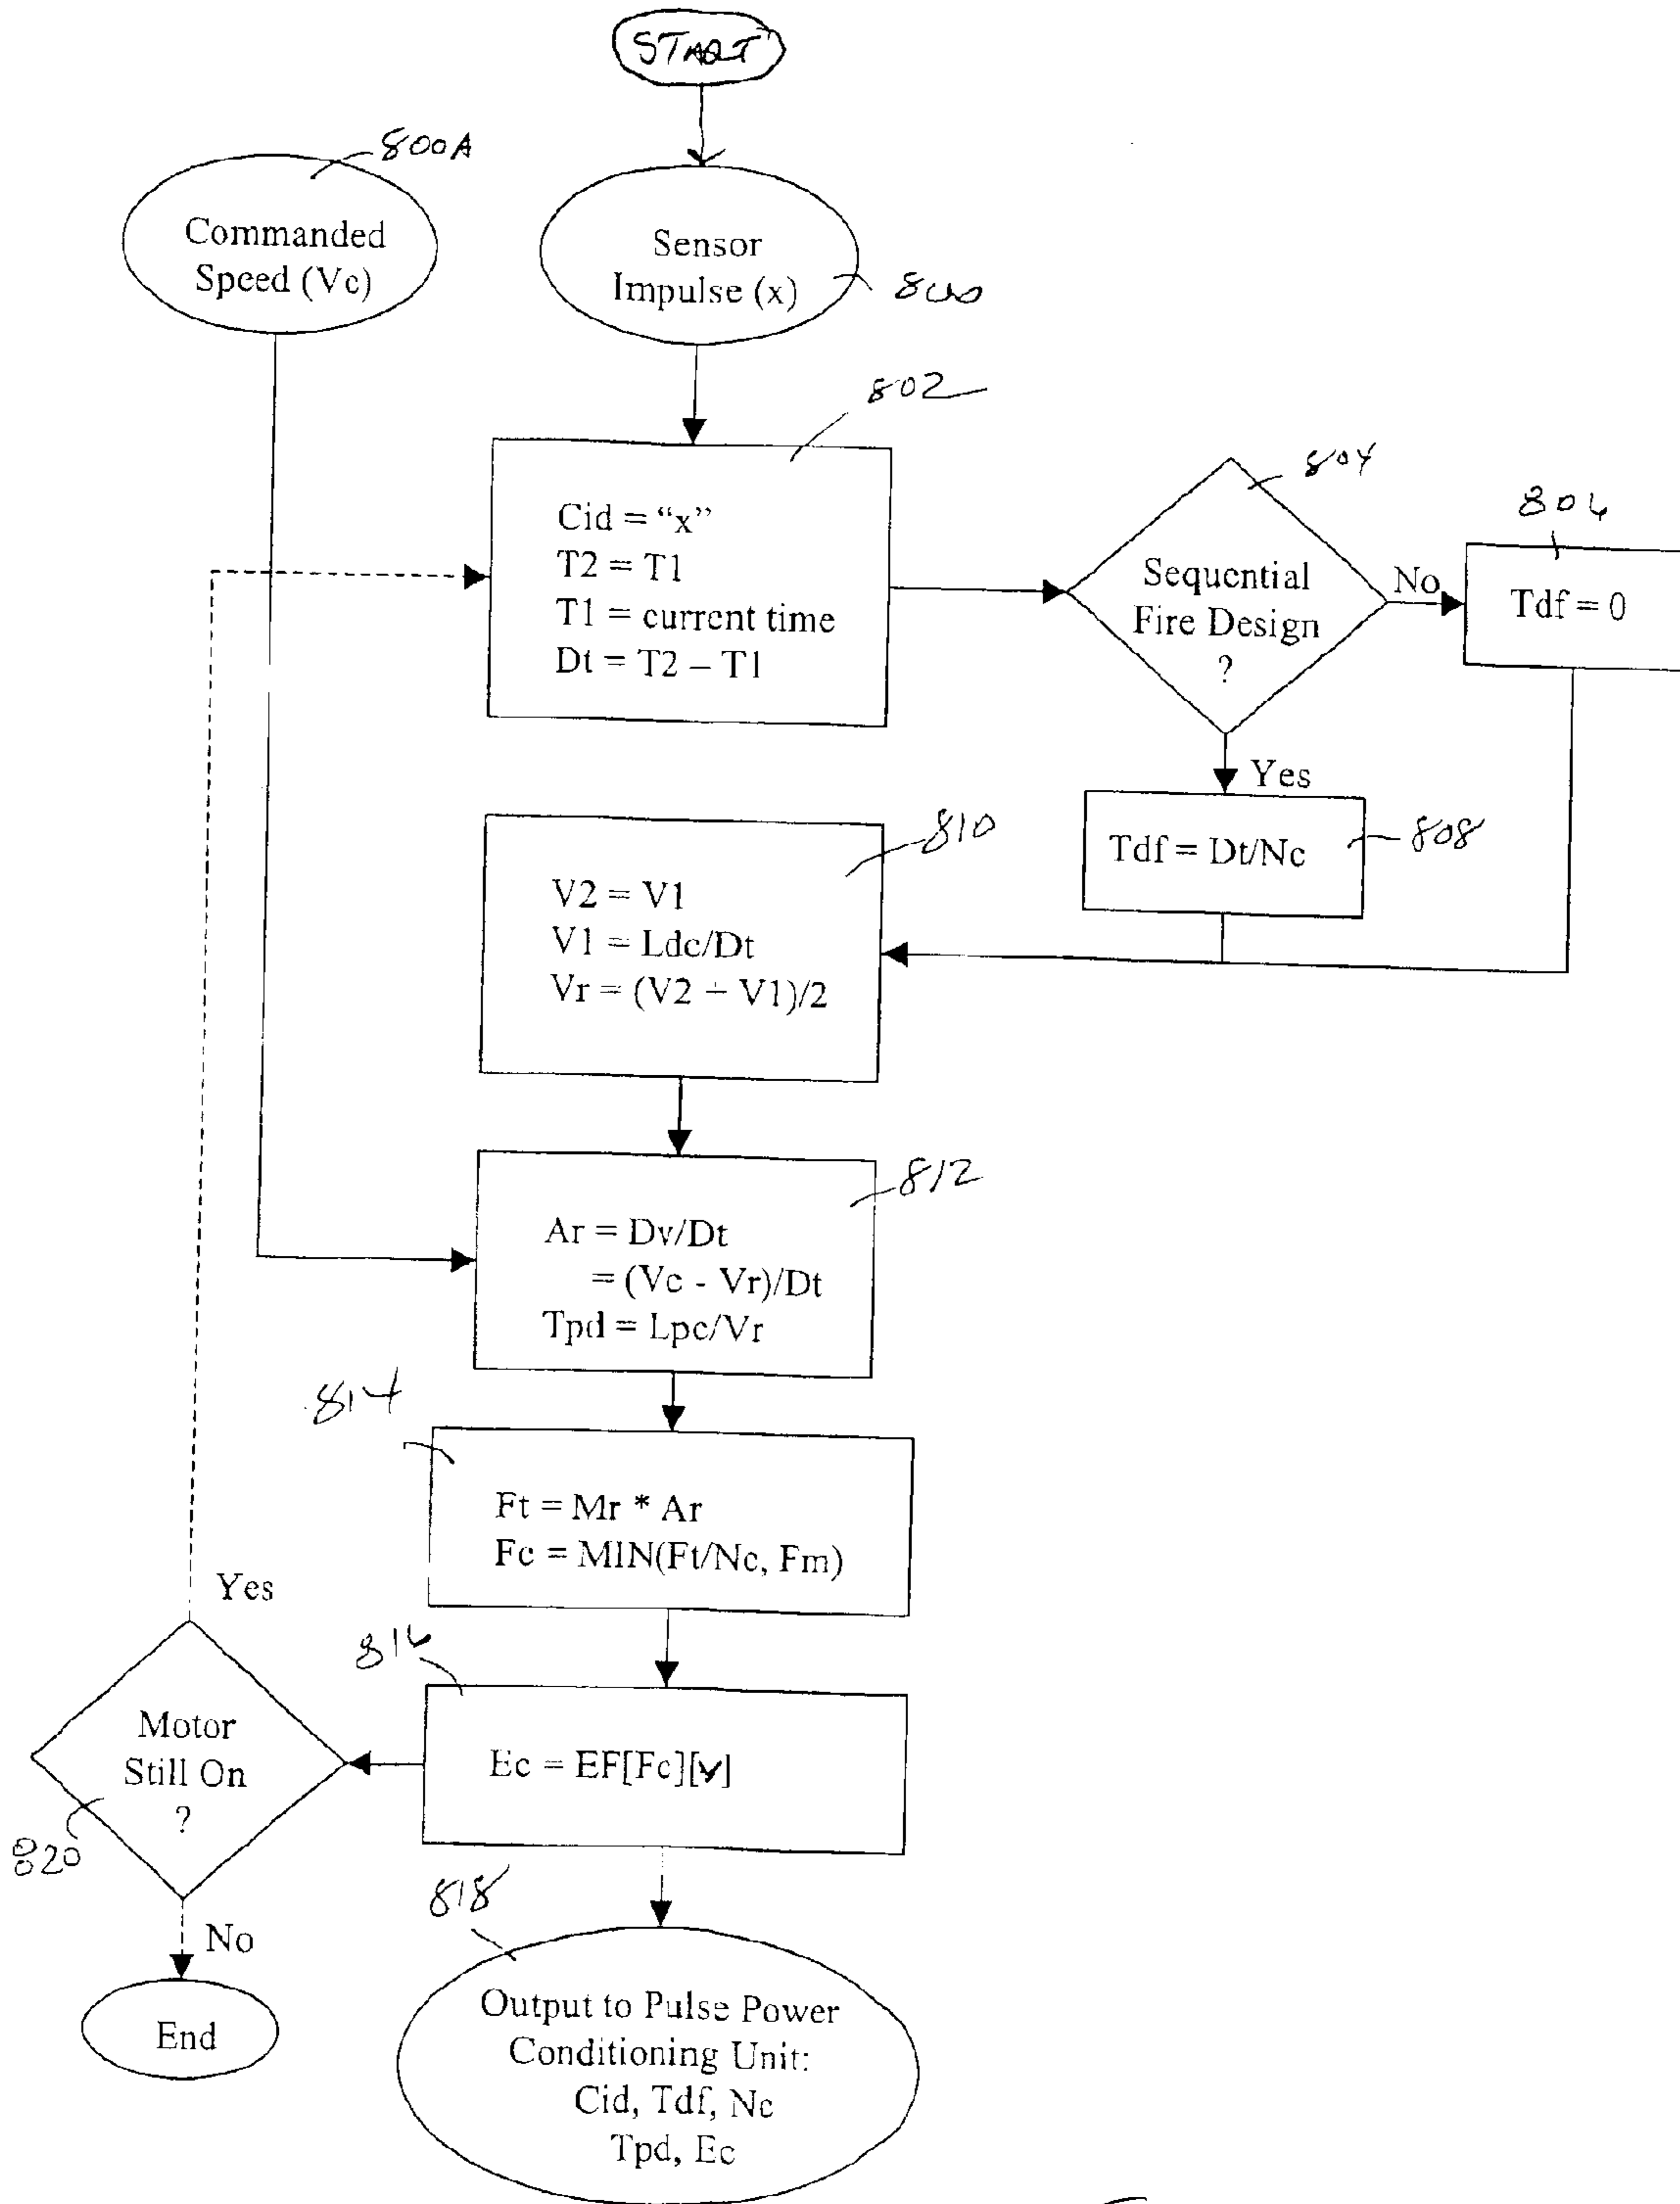 START
800A
Commanded
Speed (Vc)
Sensor
Impulse (x)
800
802
Cid = “x”
T2 = T1
T1 = current time
Dt = T2 – T1
804
Sequential
Fire Design
?
No
806
Tdf = 0
Yes
Tdf = Dt/Nc
808
810
V2 = V1
V1 = Ldc/Dt
Vr = (V2 + V1)/2
812
Ar = Dv/Dt
= (Vc - Vr)/Dt
Tpd = Lpc/Vr
814
Ft = Mr * Ar
Fc = MIN(Ft/Nc, Fm)
Yes
816
Motor
Still On
?
820
Ec = EF[Fc][v]
818
No
End
Output to Pulse Power
Conditioning Unit:
Cid, Tdf, Nc
Tpd, Ec